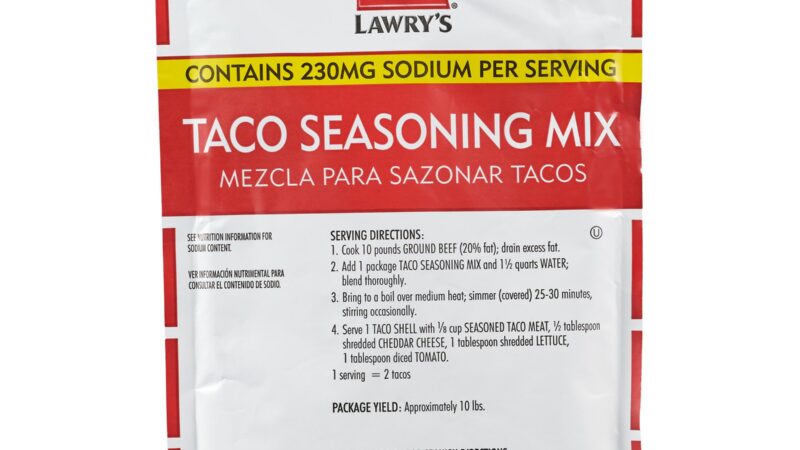 LAWRY'S
CONTAINS 230MG SODIUM PER SERVING
TACO SEASONING MIX
MEZCLA PARA SAZONAR TACOS
SEE NUTRITION INFORMATION FOR
SODIUM CONTENT.
VER INFORMACIÓN NUTRIMENTAL PARA
CONSULTAR EL CONTENIDO DE SODIO.
SERVING DIRECTIONS:
U
1. Cook 10 pounds GROUND BEEF (20% fat); drain excess fat.
2. Add 1 package TACO SEASONING MIX and 1½ quarts WATER;
blend thoroughly.
3. Bring to a boil over medium heat; simmer (covered) 25-30 minutes,
stirring occasionally.
4. Serve 1 TACO SHELL with ⅛ cup SEASONED TACO MEAT, ½ tablespoon
shredded CHEDDAR CHEESE, 1 tablespoon shredded LETTUCE,
1 tablespoon diced TOMATO.
1 serving = 2 tacos
PACKAGE YIELD: Approximately 10 lbs.